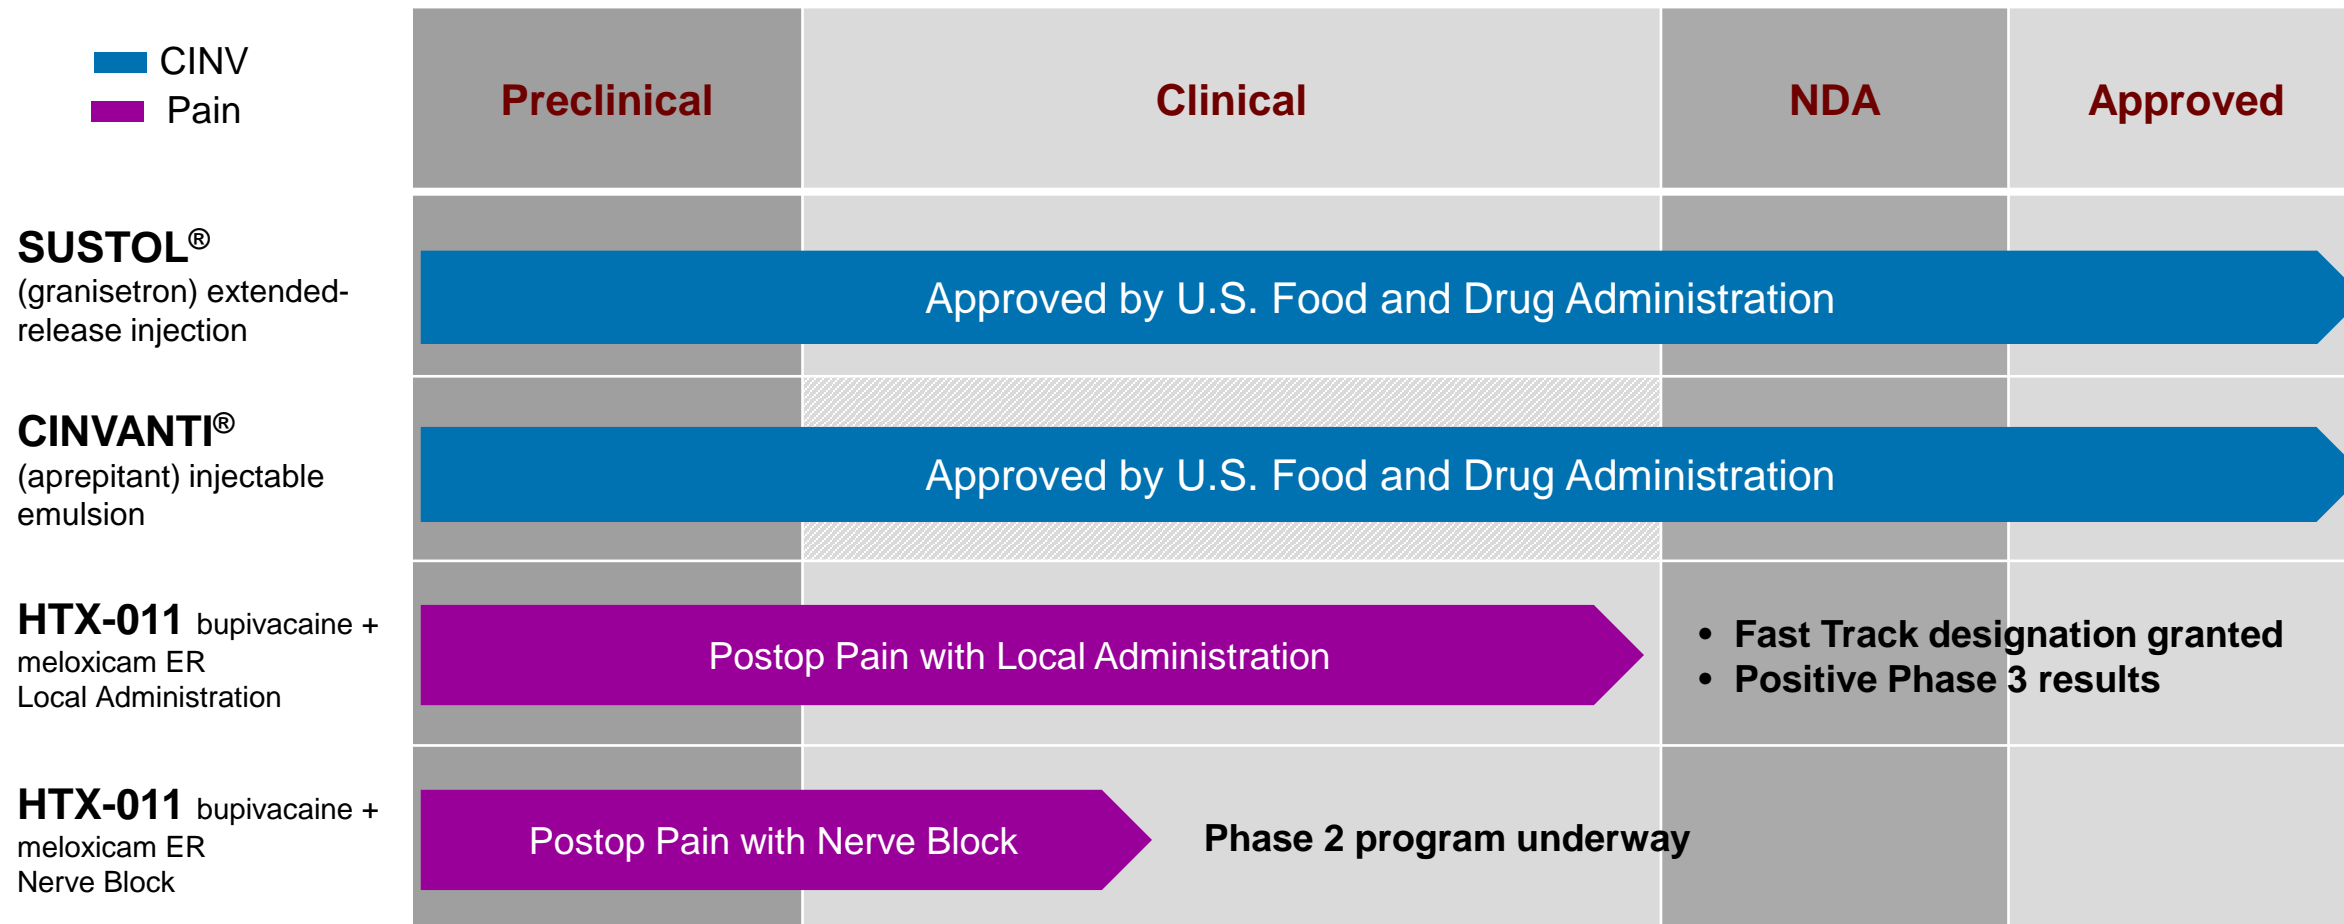 CINV
Pain
Preclinical
Clinical
NDA
Approved
SUSTOL®
(granisetron) extended-
release injection
Approved by U.S. Food and Drug Administration
CINVANTI®
(aprepitant) injectable
emulsion
Approved by U.S. Food and Drug Administration
HTX-011 bupivacaine +
meloxicam ER
Local Administration
Postop Pain with Local Administration
• Fast Track designation granted
• Positive Phase 3 results
HTX-011 bupivacaine +
meloxicam ER
Nerve Block
Postop Pain with Nerve Block
Phase 2 program underway